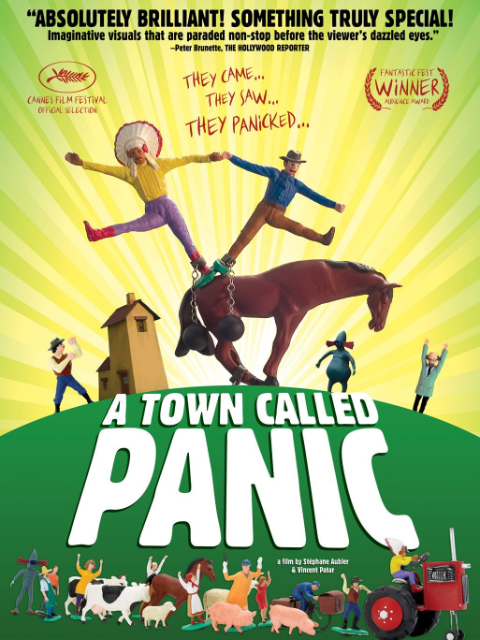 “ABSOLUTELY BRILLIANT! SOMETHING TRULY SPECIAL!
Imaginative visuals that are paraded non-stop before the viewer’s dazzled eyes.”
–Peter Brunette, THE HOLLYWOOD REPORTER
CANNES FILM FESTIVAL
OFFICIAL SELECTION
THEY CAME...
THEY SAW...
THEY PANICKED...
FANTASTIC FEST
WINNER
AUDIENCE AWARD
A TOWN CALLED
PANIC
a film by Stéphane Aubier
& Vincent Patar